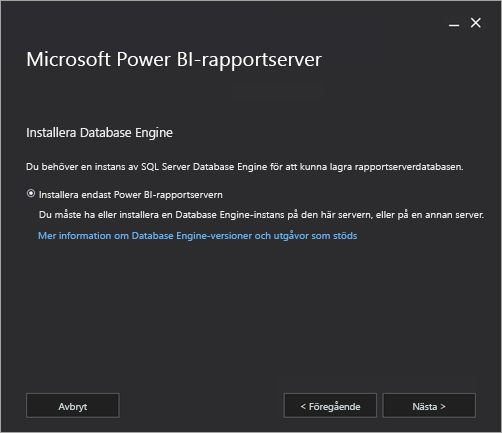 Microsoft Power BI-rapportserver
Installera Database Engine
Du behöver en instans av SQL Server Database Engine för att kunna lagra rapportserverdatabasen.
Installera endast Power BI-rapportservern
Du måste ha eller installera en Database Engine-instans på den här servern, eller på en annan server.
Mer information om Database Engine-versioner och utgåvor som stöds
Avbryt
< Föregående
Nästa >